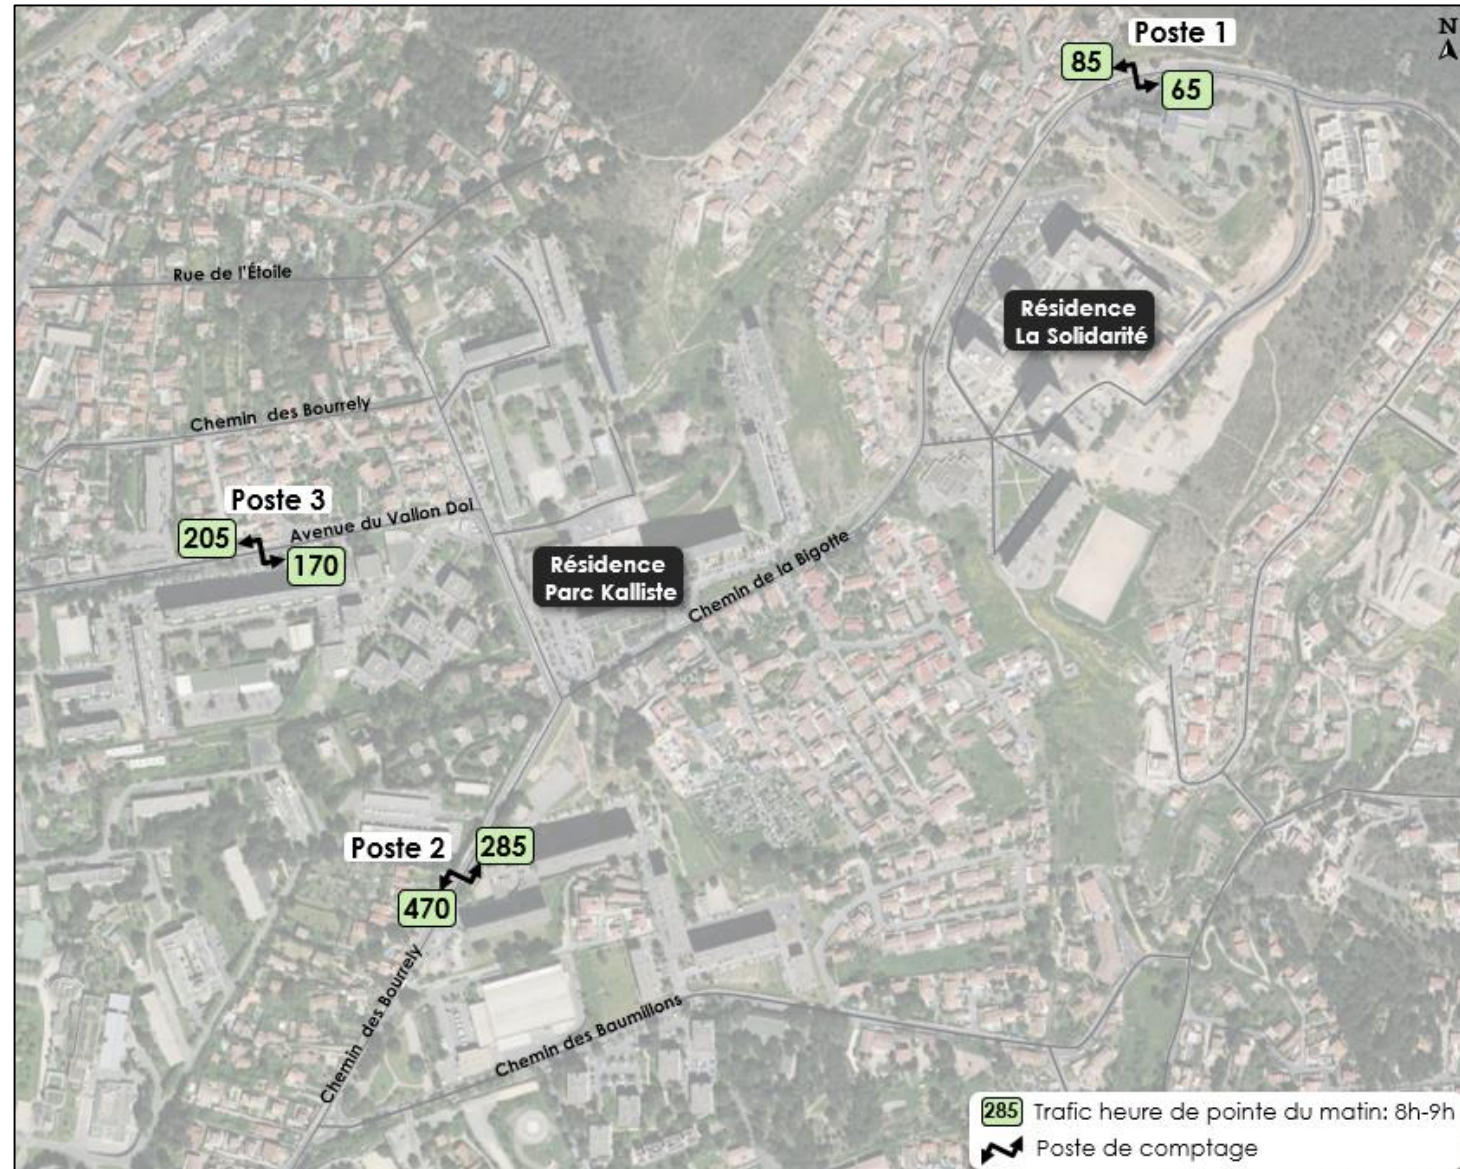 Poste 1
N
85
65
Rue de l'Étoile
Résidence
La Solidarité
Chemin des Bourrely
Poste 3
Avenue du Vallon Dol
205
170
Résidence
Parc Kalliste
Chemin de la Bigotte
Poste 2
285
470
Chemin des Bourrely
Chemin des Baumillons
285 Trafic heure de pointe du matin: 8h-9h
Poste de comptage